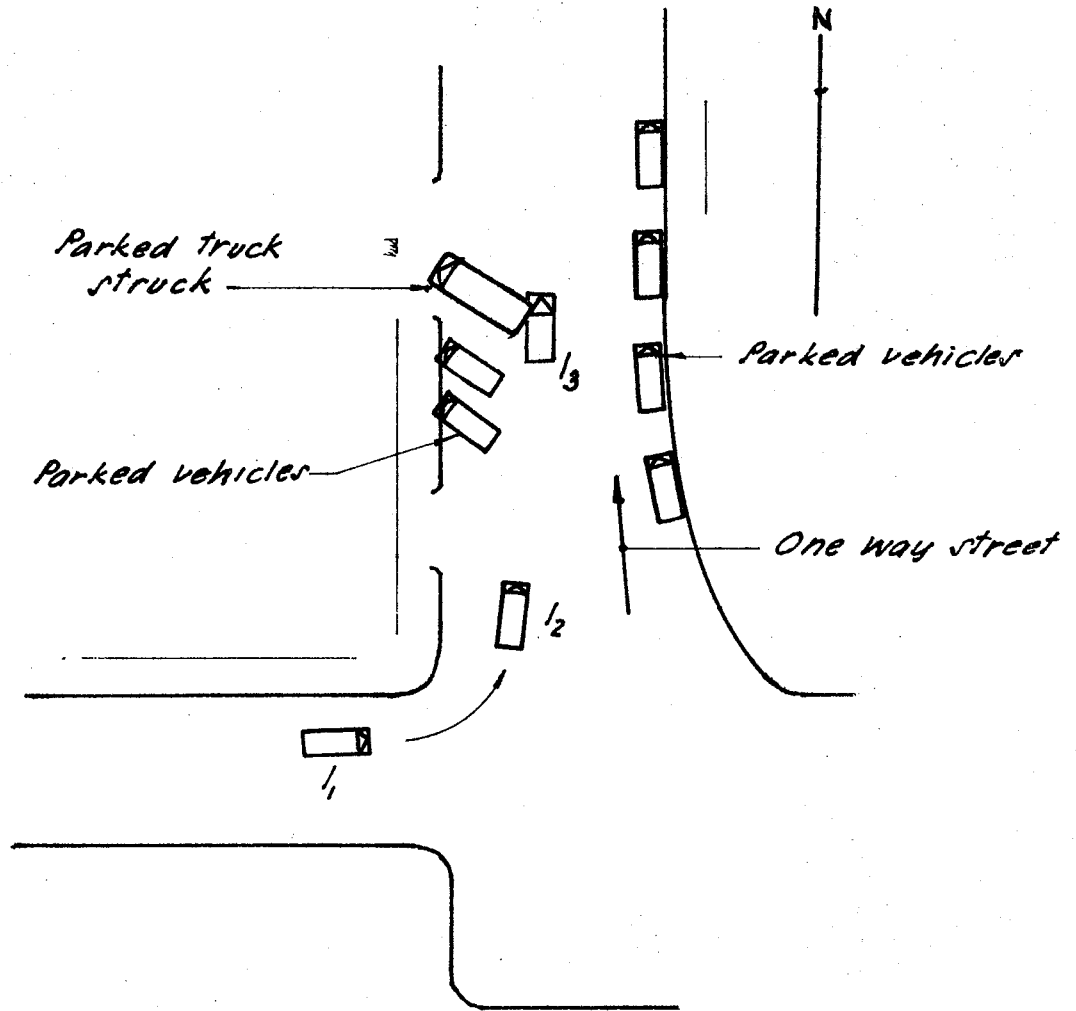 N
Parked truck
struck
Parked vehicles
1₃
Parked vehicles
One way street
1₂
1₁